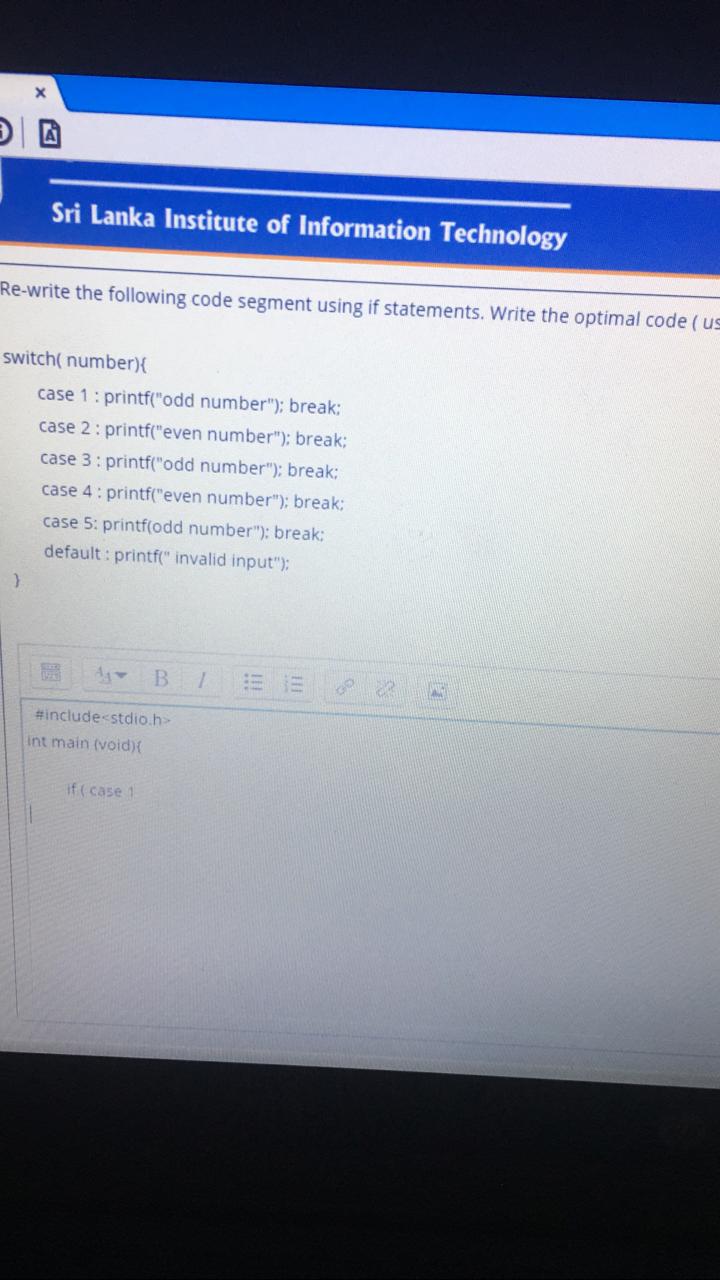 Sri Lanka Institute of Information Technology
Re-write the following code segment using if statements. Write the optimal code ( us
switch( number){
case 1 : printf("odd number"); break;
case 2 : printf("even number"); break;
case 3 : printf("odd number"); break;
case 4 : printf("even number"); break;
case 5: printf(odd number"); break;
default : printf(" invalid input");
}
B I
#include<stdio.h>
int main (void){
if ( case 1